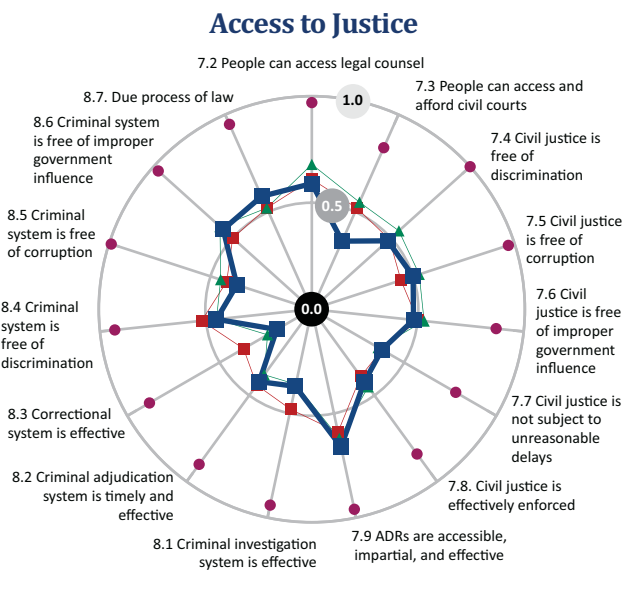 Access to Justice
7.2 People can access legal counsel
1.0
7.3 People can access and
afford civil courts
7.4 Civil justice is
free of
discrimination
7.5 Civil justice
is free of
corruption
7.6 Civil
justice is free
of improper
government
influence
7.7 Civil justice is
not subject to
unreasonable
delays
7.8. Civil justice is
effectively enforced
7.9 ADRs are accessible,
impartial, and effective
8.1 Criminal investigation
system is effective
8.2 Criminal adjudication
system is timely and
effective
8.3 Correctional
system is effective
8.4 Criminal
system is
free of
discrimination
8.5 Criminal
system is free
of corruption
8.6 Criminal system
is free of improper
government
influence
8.7. Due process of law
0.5
0.0